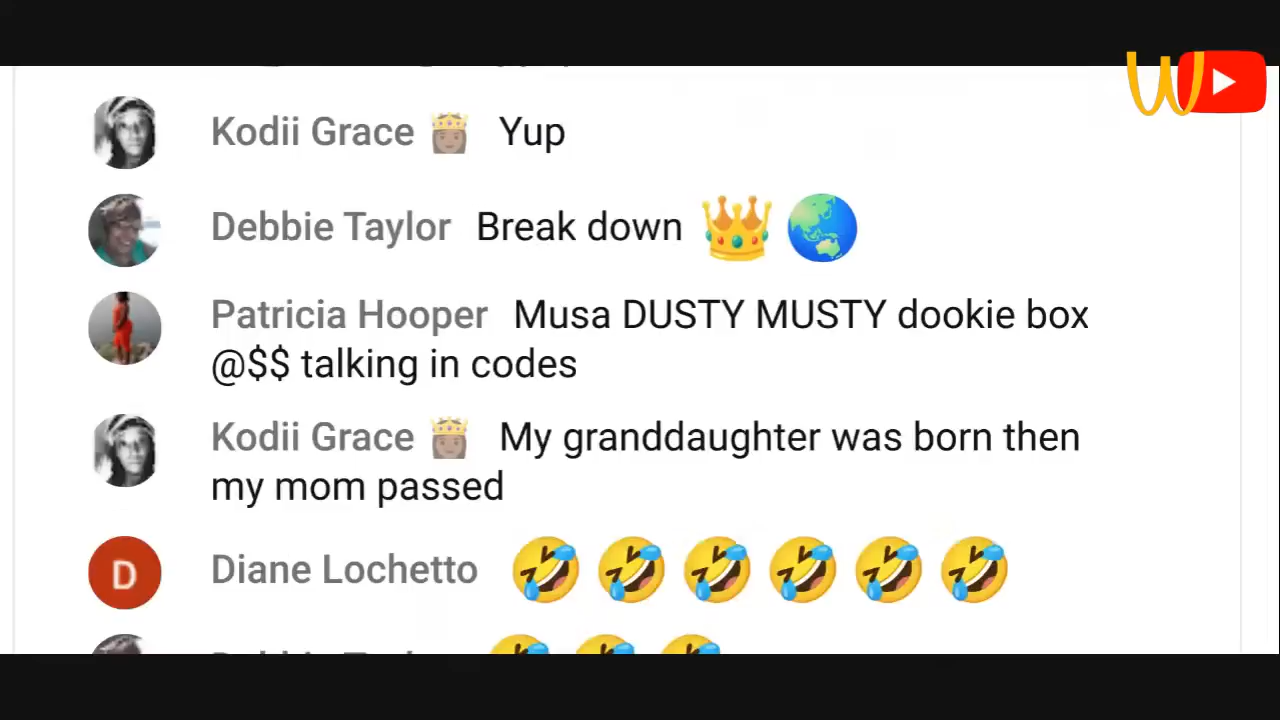 Kodii Grace 👸🏽 Yup
Debbie Taylor Break down 👑 🌏
Patricia Hooper Musa DUSTY MUSTY dookie box
@$$ talking in codes
Kodii Grace 👸🏽 My granddaughter was born then
my mom passed
D
Diane Lochetto 🤣 🤣 🤣 🤣 🤣 🤣